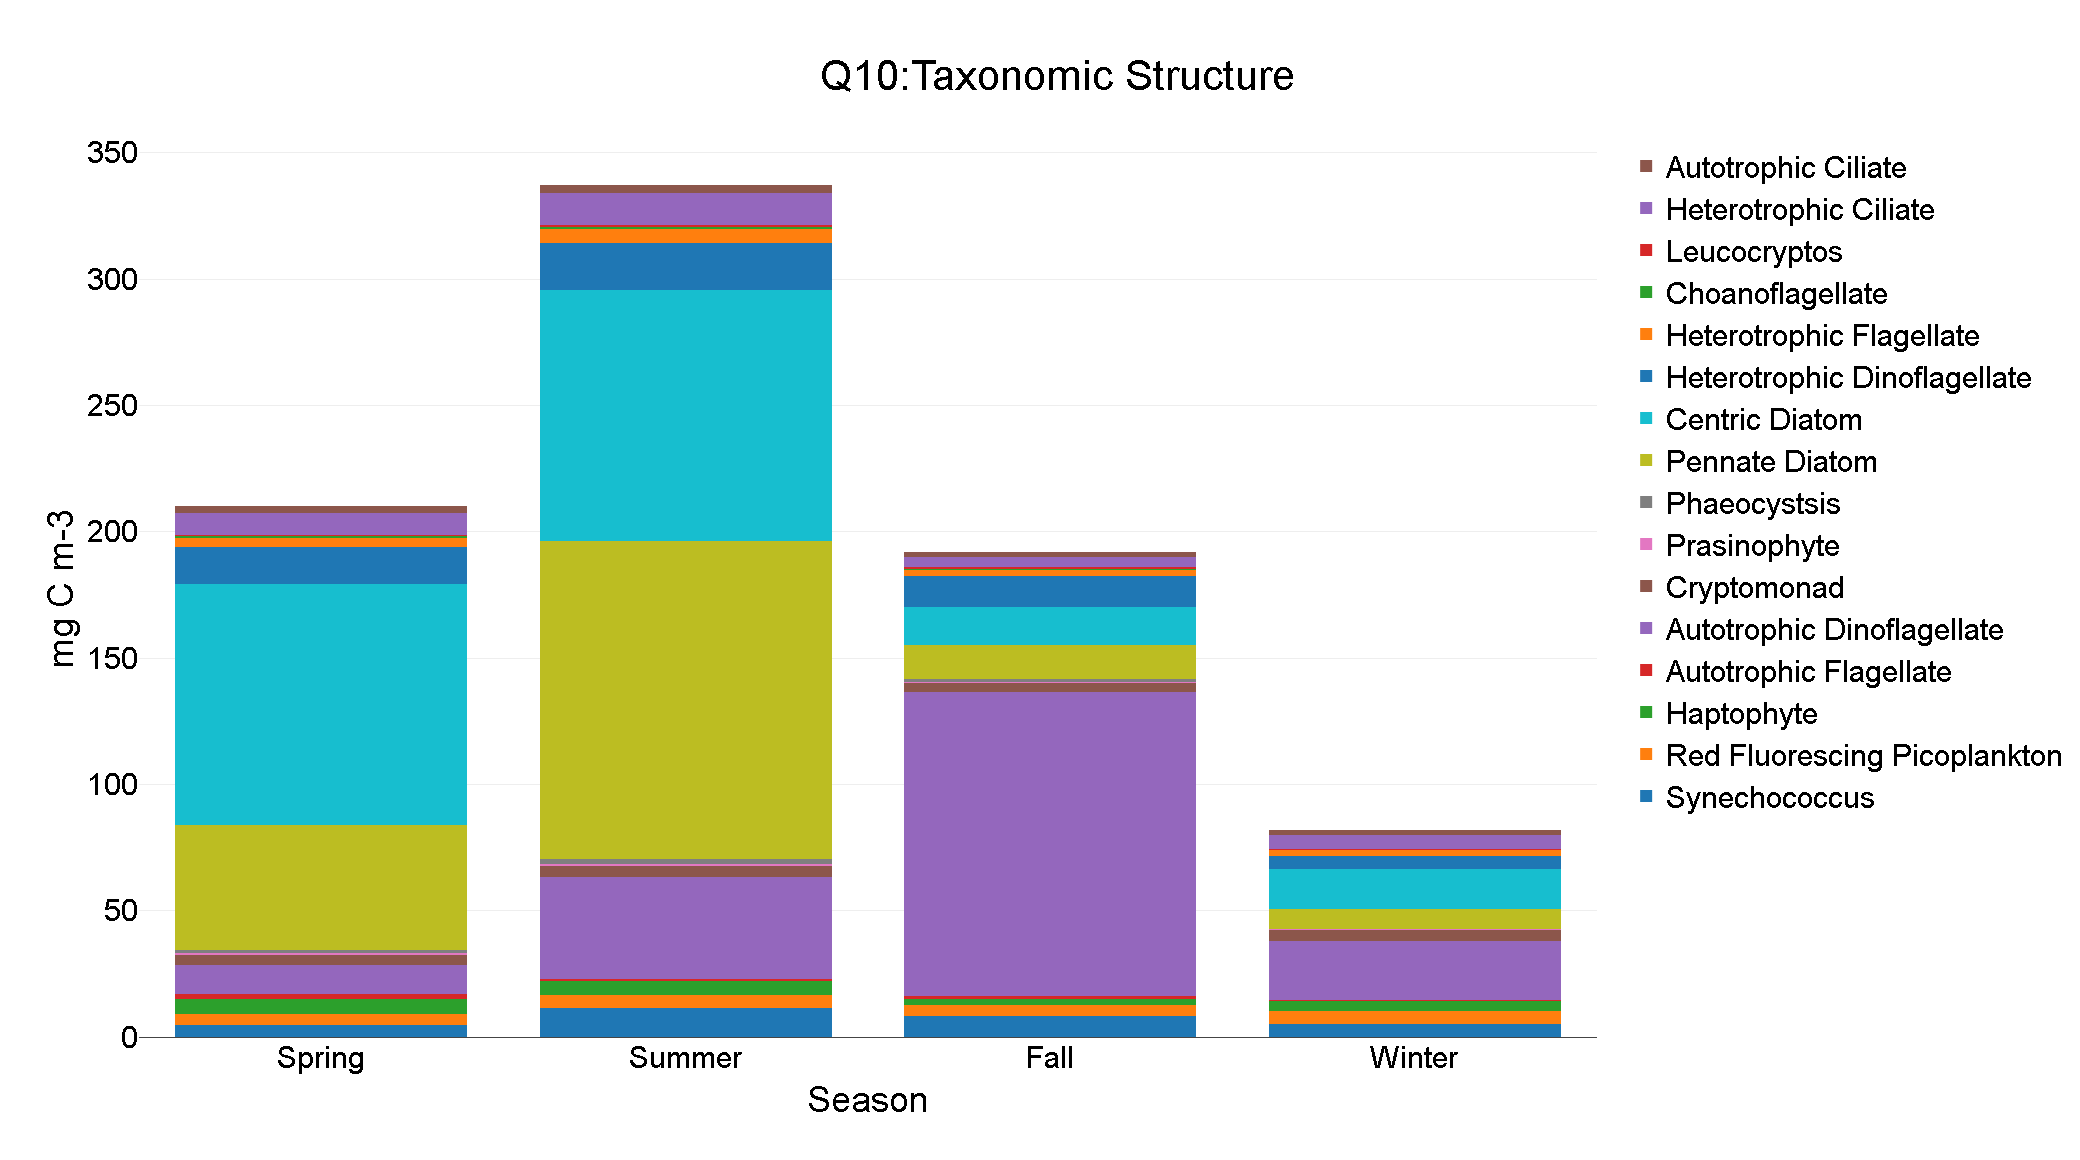 Q10:Taxonomic Structure
350
300
250
200
150
100
50
0
mg C m-3
Spring
Summer
Fall
Winter
Season
Autotrophic Ciliate
Heterotrophic Ciliate
Leucocryptos
Choanoflagellate
Heterotrophic Flagellate
Heterotrophic Dinoflagellate
Centric Diatom
Pennate Diatom
Phaeocystsis
Prasinophyte
Cryptomonad
Autotrophic Dinoflagellate
Autotrophic Flagellate
Haptophyte
Red Fluorescing Picoplankton
Synechococcus